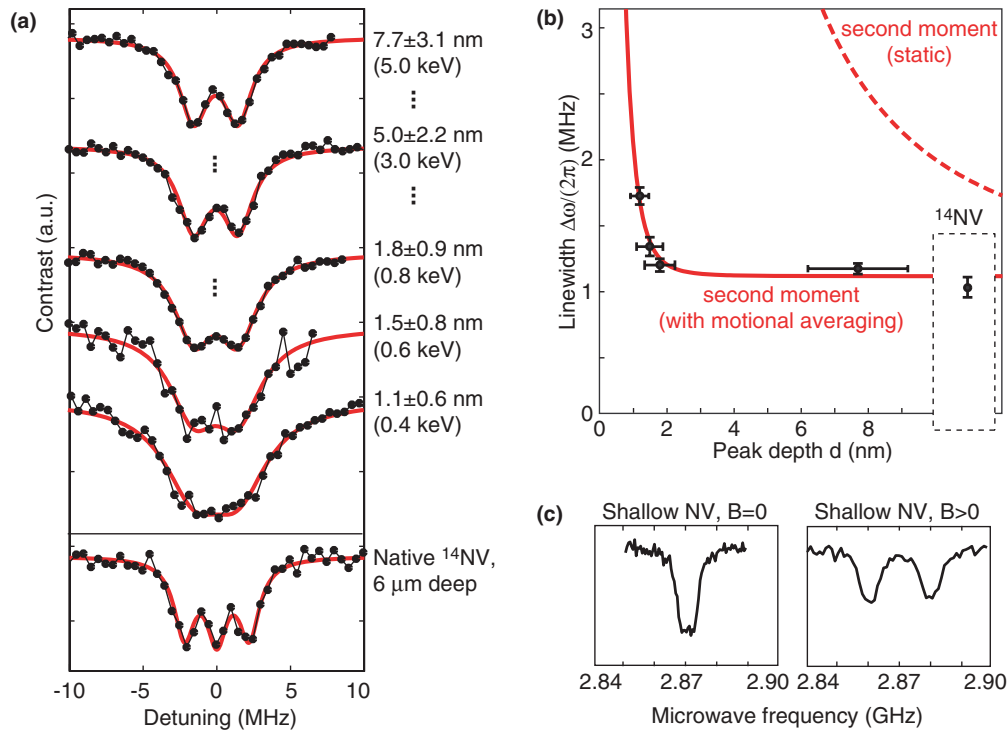 (a)
Contrast (a.u.)
7.7±3.1 nm
(5.0 keV)
5.0±2.2 nm
(3.0 keV)
1.8±0.9 nm
(0.8 keV)
1.5±0.8 nm
(0.6 keV)
1.1±0.6 nm
(0.4 keV)
Native ¹⁴NV,
6 μm deep
-10 -5 0 5 10
Detuning (MHz)
(b)
Linewidth Δω/(2π) (MHz)
3
2
1
0
second moment
(static)
¹⁴NV
second moment
(with motional averaging)
0 2 4 6 8
Peak depth d (nm)
(c)
Shallow NV, B=0 Shallow NV, B>0
2.84 2.87 2.90 2.84 2.87 2.90
Microwave frequency (GHz)